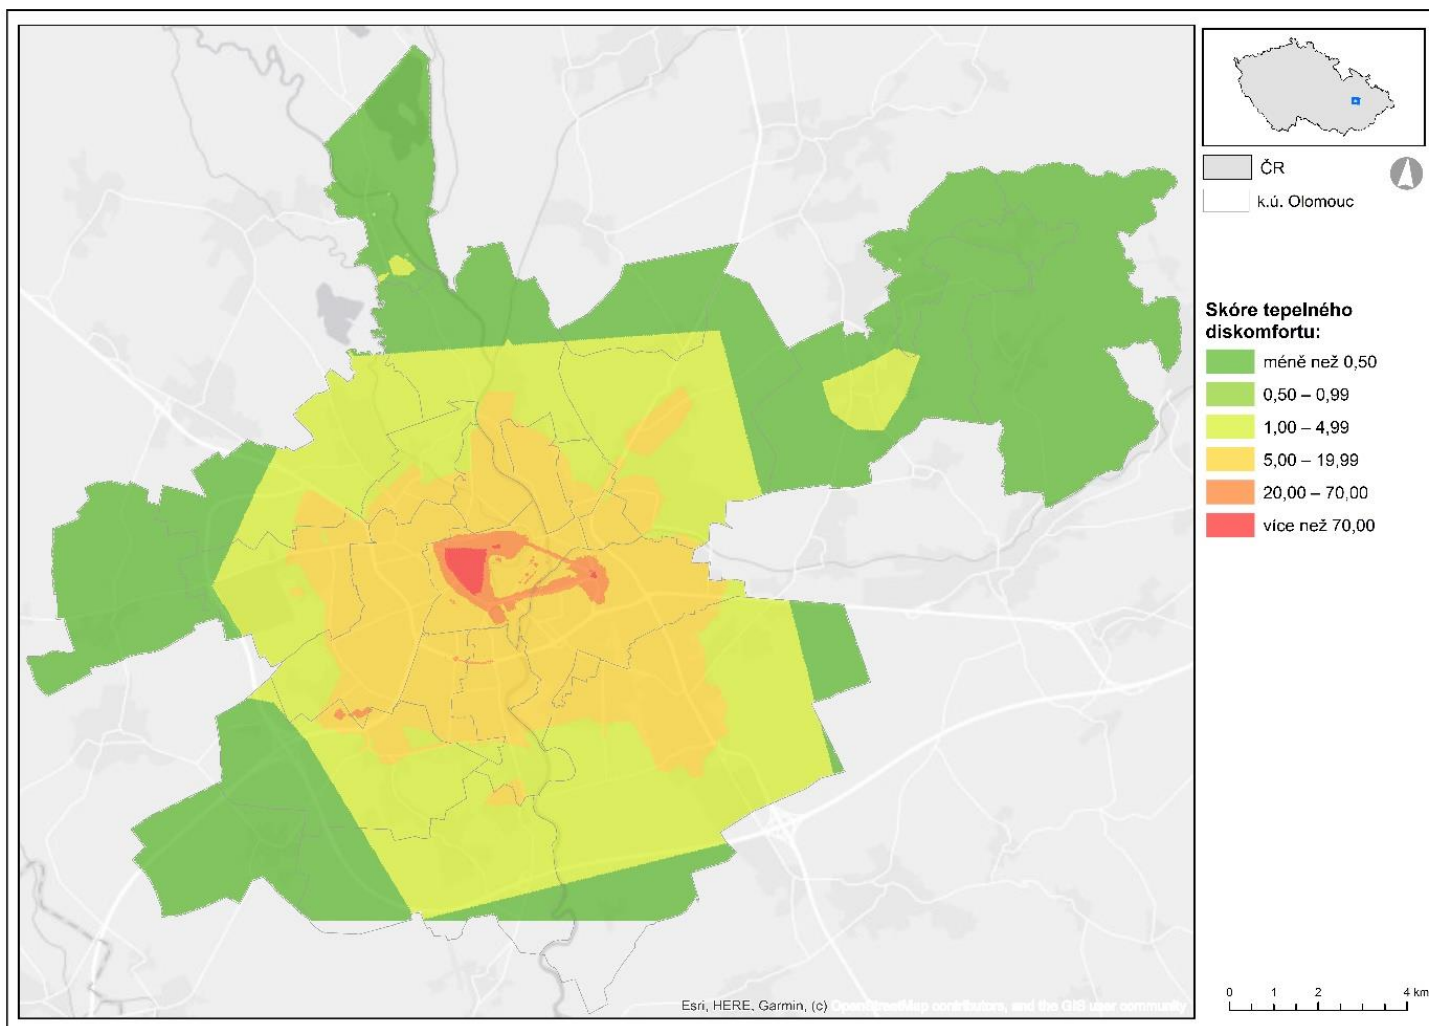 ČR
k.ú. Olomouc
Skóre tepelného
diskomfortu:
méně než 0,50
0,50 – 0,99
1,00 – 4,99
5,00 – 19,99
20,00 – 70,00
více než 70,00
Esri, HERE, Garmin, (c) OpenStreetMap contributors, and the GIS user community
0 1 2 4 km